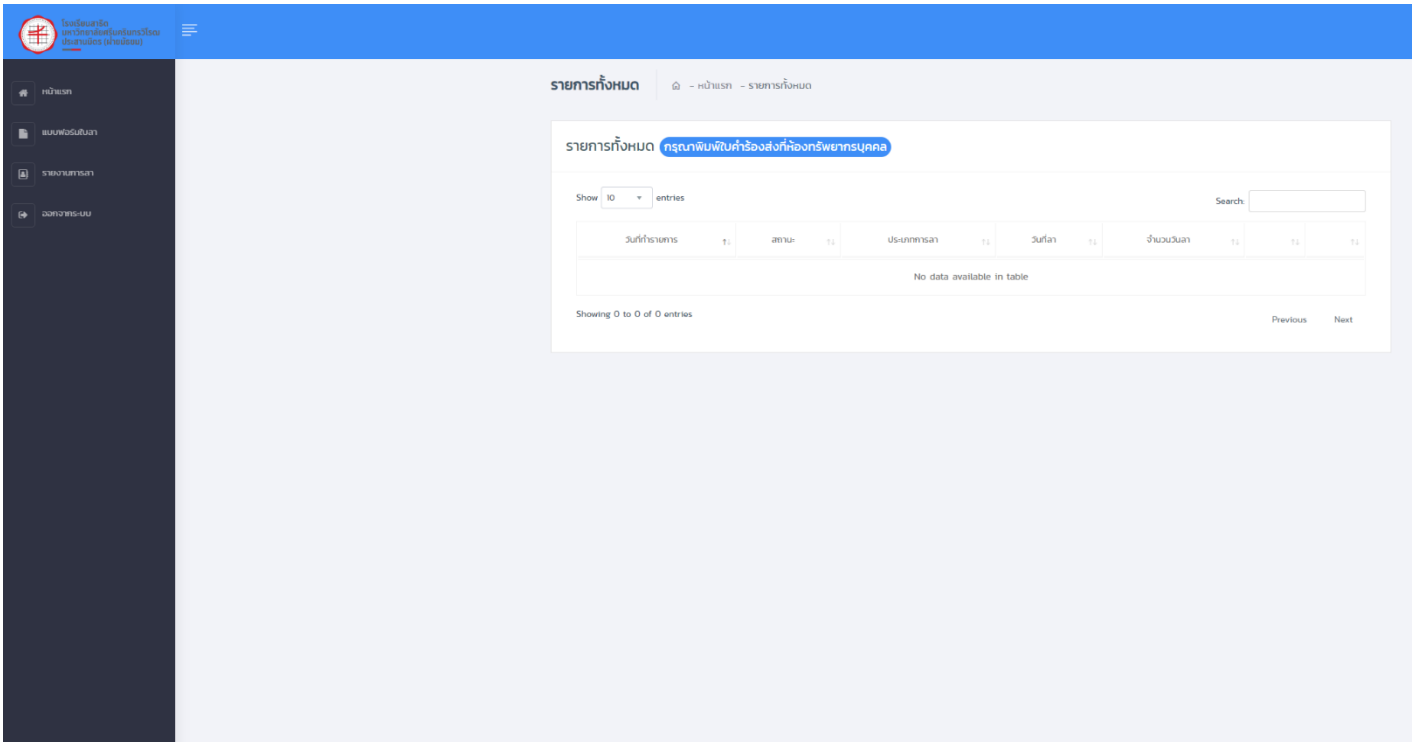 โรงเรียนสาธิต
มหาวิทยาลัยศรีนครินทรวิโรฒ
ประสานมิตร (ฝ่ายมัธยม)
หน้าแรก
แบบฟอร์มใบลา
รายงานการลา
ออกจากระบบ
รายการทั้งหมด - หน้าแรก - รายการทั้งหมด
รายการทั้งหมด กรุณาพิมพ์ใบคำร้องส่งที่ห้องทรัพยากรบุคคล
Show 10 entries Search:
วันที่ทำรายการ สถานะ ประเภทการลา วันที่ลา จำนวนวันลา
No data available in table
Showing 0 to 0 of 0 entries
Previous Next